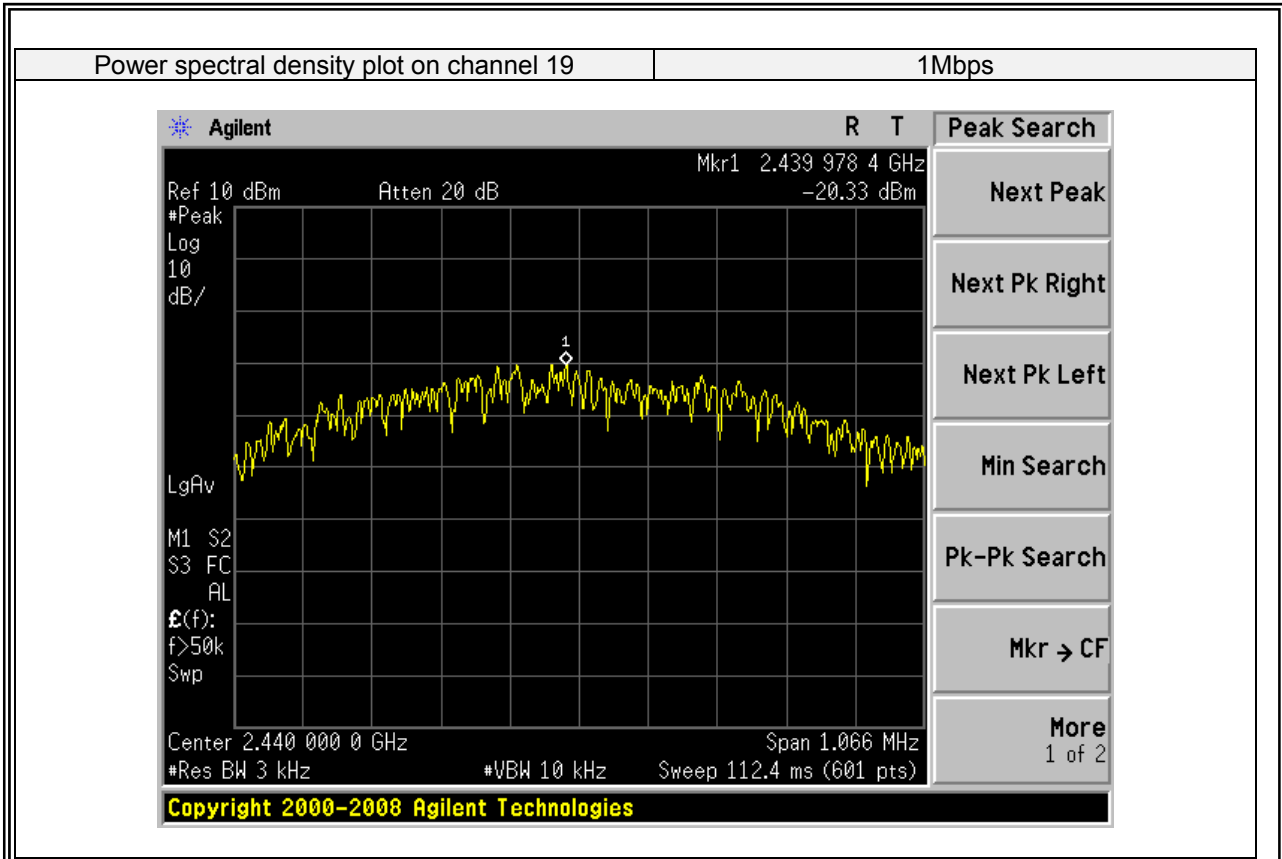 Power spectral density plot on channel 19 1Mbps
Agilent R T Peak Search
Mkr1 2.439 978 4 GHz
Ref 10 dBm Atten 20 dB -20.33 dBm
#Peak
Log
10
dB/
1
LgAv
M1 S2
S3 FC
AL
£(f):
f>50k
Swp
Center 2.440 000 0 GHz Span 1.066 MHz
#Res BW 3 kHz #VBW 10 kHz Sweep 112.4 ms (601 pts)
Copyright 2000-2008 Agilent Technologies
Next Peak
Next Pk Right
Next Pk Left
Min Search
Pk-Pk Search
Mkr → CF
More
1 of 2